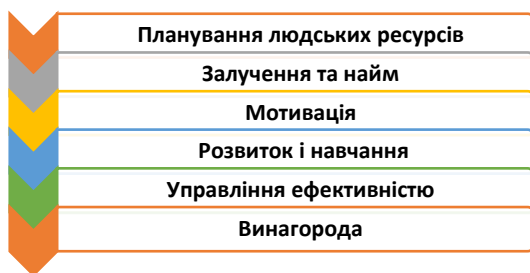 Планування людських ресурсів
Залучення та найм
Мотивація
Розвиток і навчання
Управління ефективністю
Винагорода